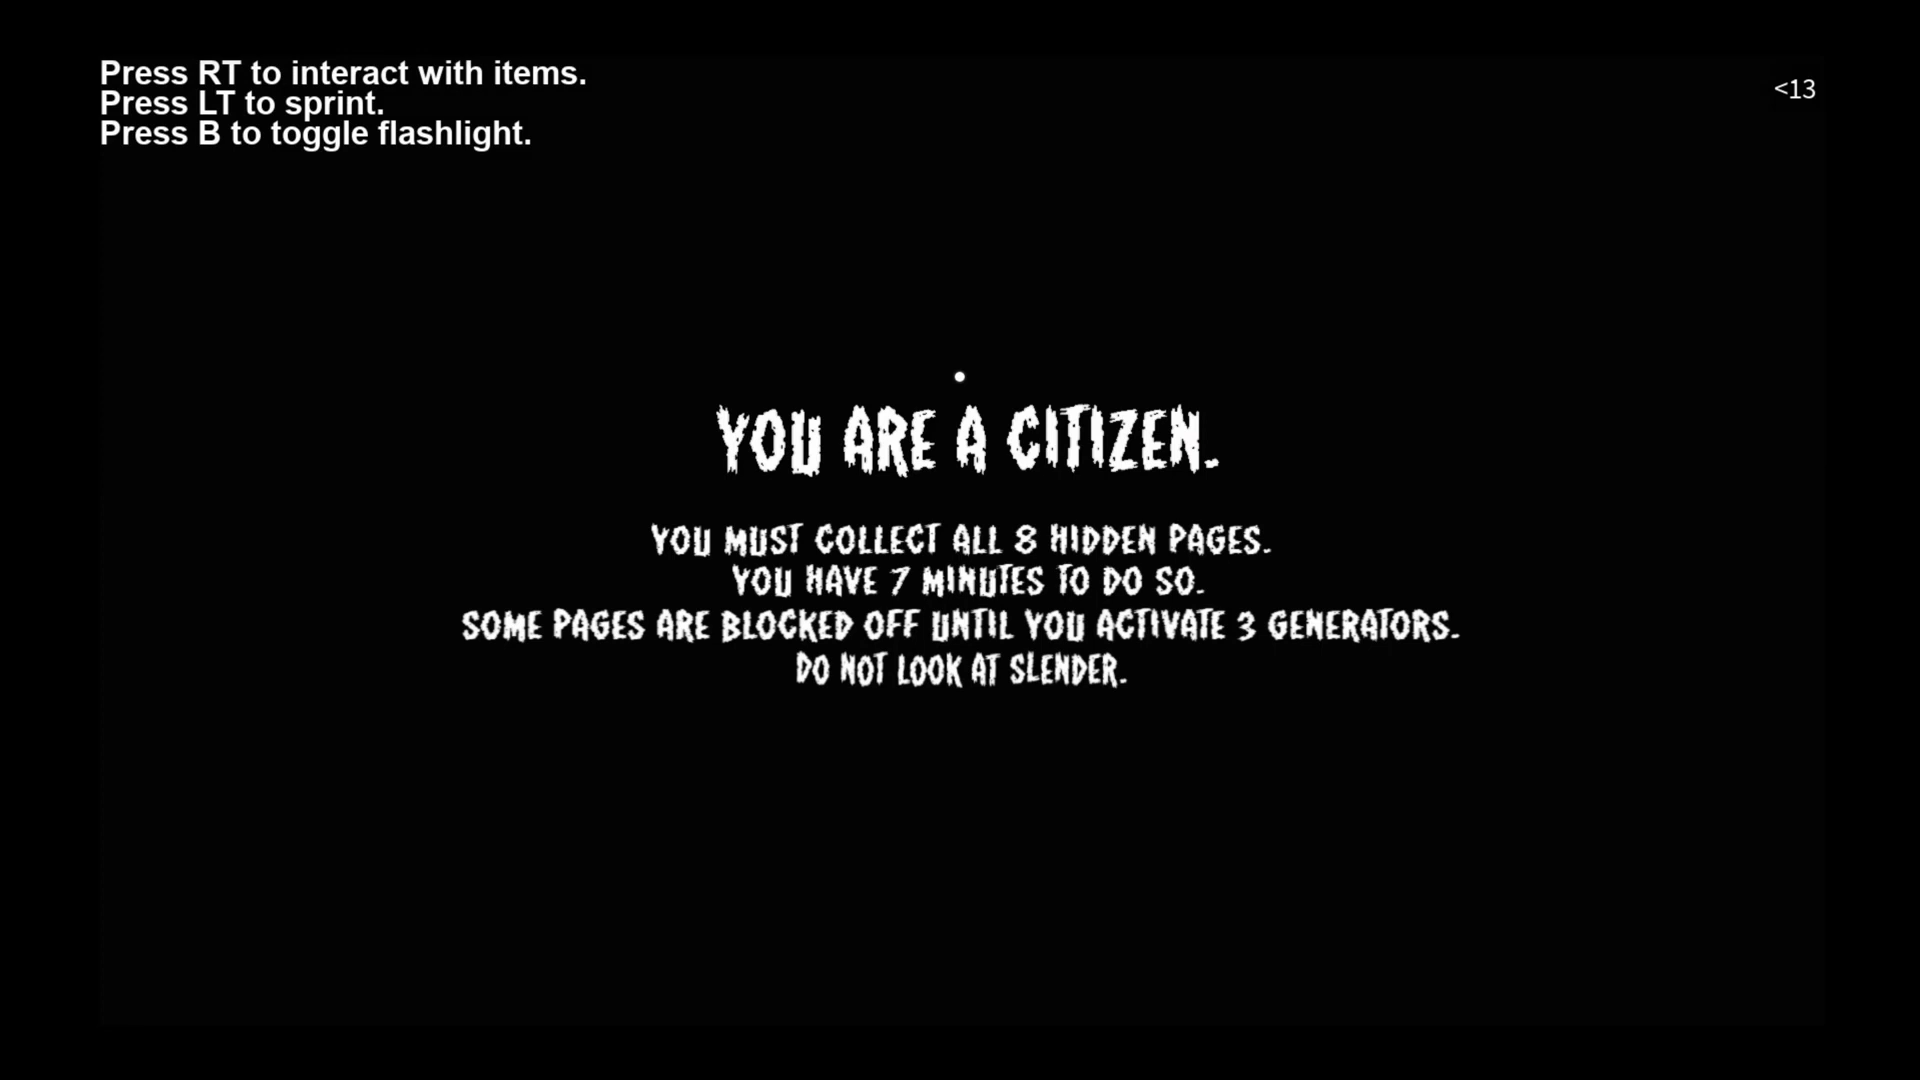 Press RT to interact with items.
Press LT to sprint.
Press B to toggle flashlight.
<13
YOU ARE A CITIZEN.
YOU MUST COLLECT ALL 8 HIDDEN PAGES.
YOU HAVE 7 MINUTES TO DO SO.
SOME PAGES ARE BLOCKED OFF UNTIL YOU ACTIVATE 3 GENERATORS.
DO NOT LOOK AT SLENDER.